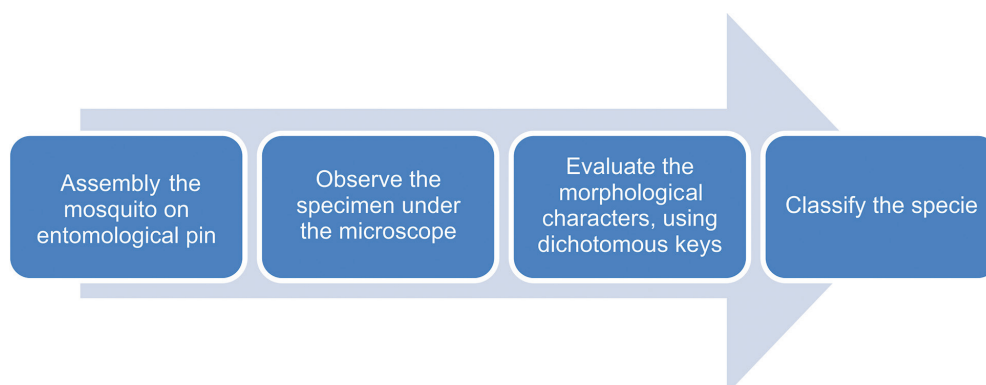 Assembly the
mosquito on
entomological pin
Observe the
specimen under
the microscope
Evaluate the
morphological
characters, using
dichotomous keys
Classify the specie